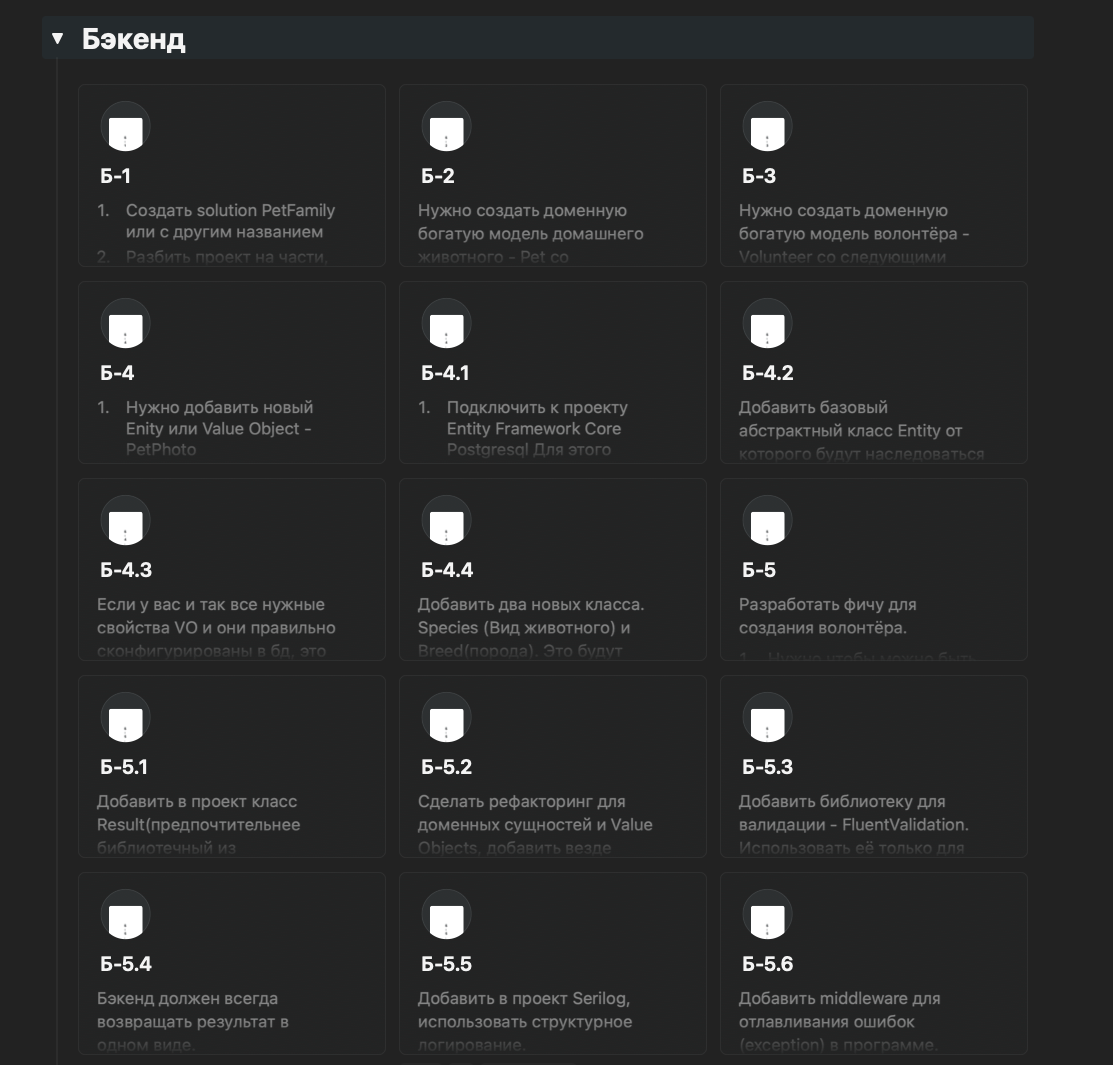 Бэкенд
Б-1
1. Создать solution PetFamily
или с другим названием
2. Разбить проект на части,
Б-2
Нужно создать доменную
богатую модель домашнего
животного - Pet со
Б-3
Нужно создать доменную
богатую модель волонтёра -
Volunteer со следующими
Б-4
1. Нужно добавить новый
Enity или Value Object -
PetPhoto
Б-4.1
1. Подключить к проекту
Entity Framework Core
Postgresql Для этого
Б-4.2
Добавить базовый
абстрактный класс Entity от
которого будут наследоваться
Б-4.3
Если у вас и так все нужные
свойства VO и они правильно
сконфигурированы в бд, это
Б-4.4
Добавить два новых класса.
Species (Вид животного) и
Breed(порода). Это будут
Б-5
Разработать фичу для
создания волонтёра.
1. Нужно чтобы можно быть
Б-5.1
Добавить в проект класс
Result(предпочтительнее
библиотечный из
Б-5.2
Сделать рефакторинг для
доменных сущностей и Value
Objects, добавить везде
Б-5.3
Добавить библиотеку для
валидации - FluentValidation.
Использовать её только для
Б-5.4
Бэкенд должен всегда
возвращать результат в
одном виде.
Б-5.5
Добавить в проект Serilog,
использовать структурное
логирование.
Б-5.6
Добавить middleware для
отлавливания ошибок
(exception) в программе.